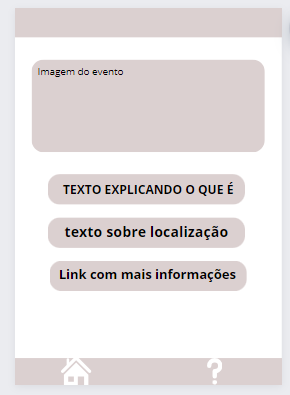 Imagem do evento
TEXTO EXPLICANDO O QUE É
texto sobre localização
Link com mais informações
?